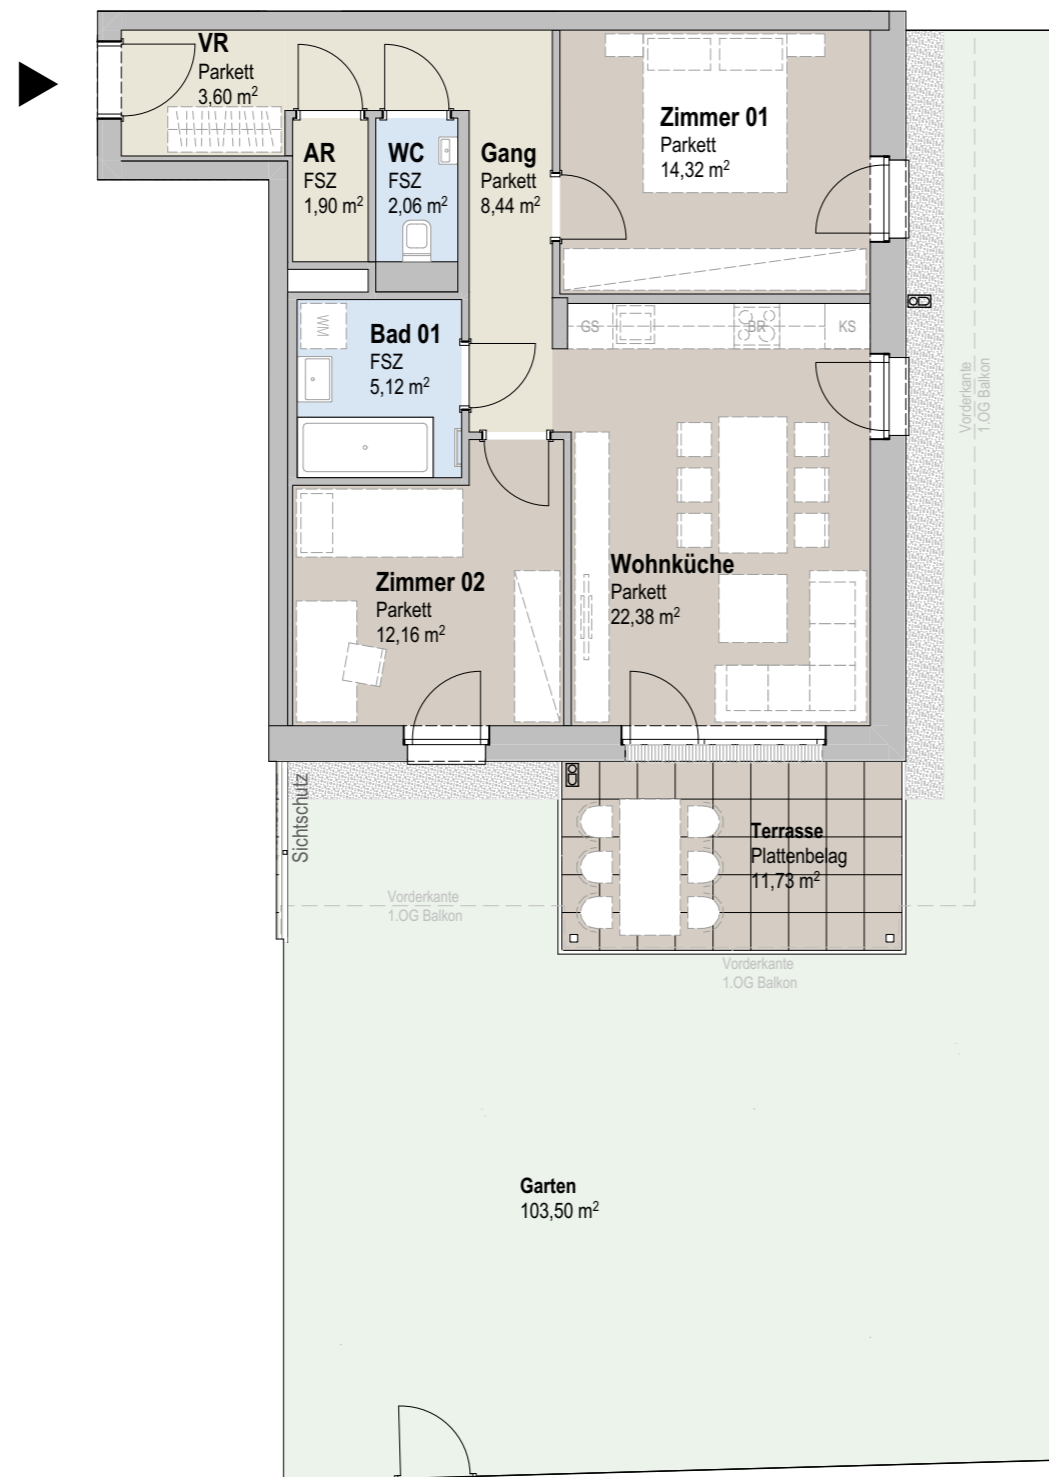 VR
Parkett
3,60 m²
AR
FSZ
1,90 m²
WC
FSZ
2,06 m²
Gang
Parkett
8,44 m²
Zimmer 01
Parkett
14,32 m²
WM
Bad 01
FSZ
5,12 m²
GS
BR
KS
Vorderkante
1.OG Balkon
Zimmer 02
Parkett
12,16 m²
Wohnküche
Parkett
22,38 m²
Sichtschutz
Terrasse
Plattenbelag
11,73 m²
Vorderkante
1.OG Balkon
Vorderkante
1.OG Balkon
Garten
103,50 m²